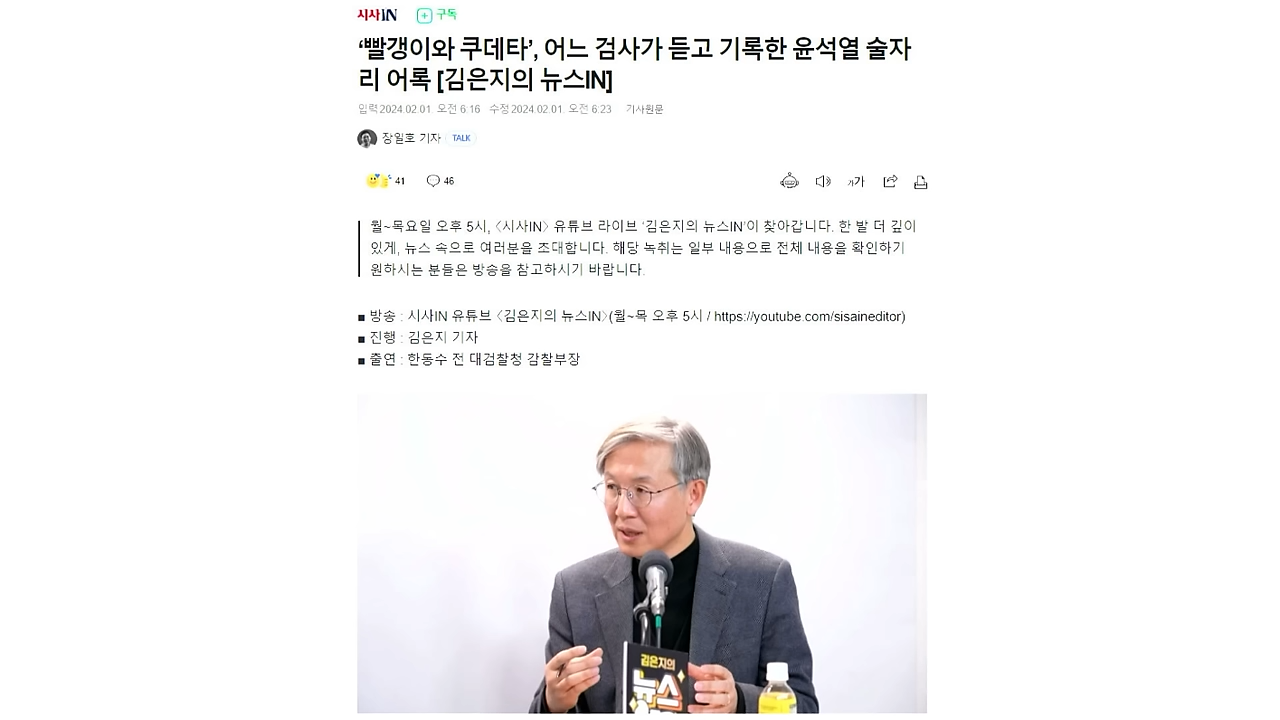 시사IN 구독
‘빨갱이와 쿠데타’, 어느 검사가 듣고 기록한 윤석열 술자
리 어록 [김은지의 뉴스IN]
입력 2024.02.01. 오전 6:16 수정 2024.02.01. 오전 6:23 기사원문
장일호 기자 TALK
41 46 가가
월~목요일 오후 5시, 〈시사IN〉 유튜브 라이브 ‘김은지의 뉴스IN’이 찾아갑니다. 한 발 더 깊이
있게, 뉴스 속으로 여러분을 초대합니다. 해당 녹취는 일부 내용으로 전체 내용을 확인하기
원하시는 분들은 방송을 참고하시기 바랍니다.
■ 방송 : 시사IN 유튜브 〈김은지의 뉴스IN〉(월~목 오후 5시 / https://youtube.com/sisaineditor)
■ 진행 : 김은지 기자
■ 출연 : 한동수 전 대검찰청 감찰부장
김은지의
뉴스